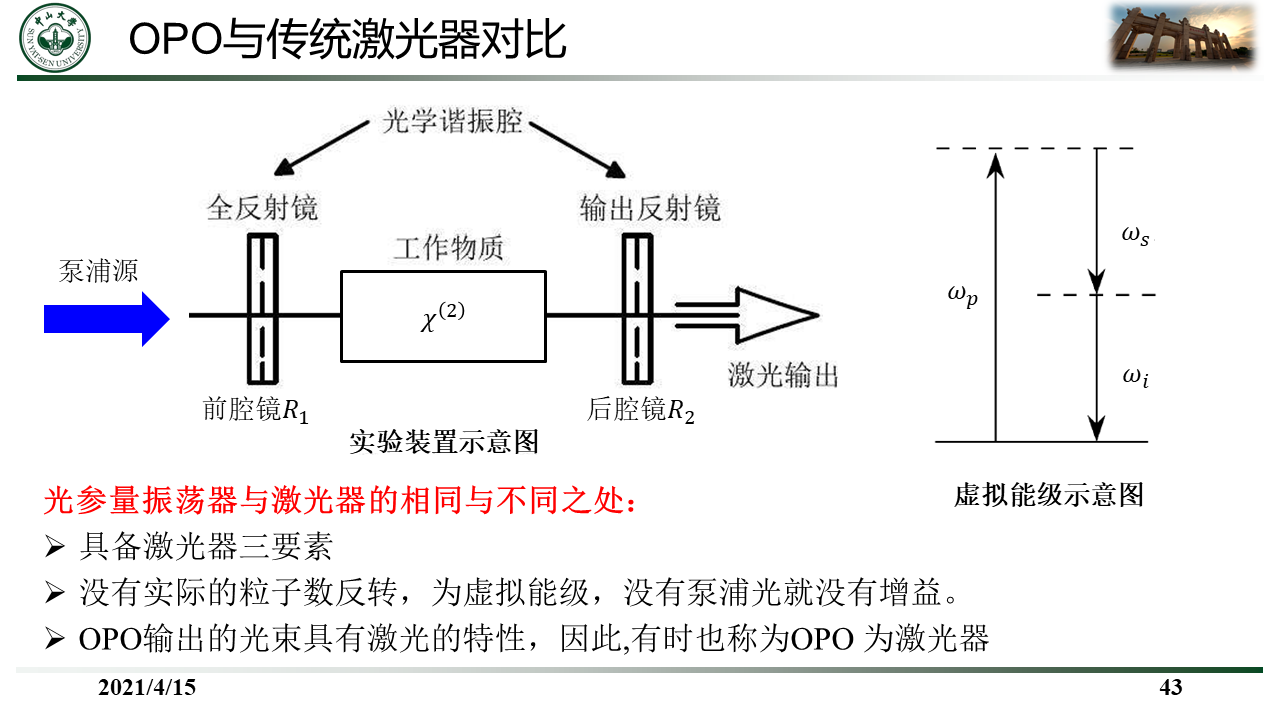 中山大学
SUN YAT-SEN UNIVERSITY
OPO与传统激光器对比
光学谐振腔
全反射镜
输出反射镜
工作物质
泵浦源
χ⁽²⁾
激光输出
前腔镜R₁
后腔镜R₂
实验装置示意图
ωₚ
ωₛ
ωᵢ
虚拟能级示意图
光参量振荡器与激光器的相同与不同之处：
➢ 具备激光器三要素
➢ 没有实际的粒子数反转，为虚拟能级，没有泵浦光就没有增益。
➢ OPO输出的光束具有激光的特性，因此,有时也称为OPO 为激光器
2021/4/15
43